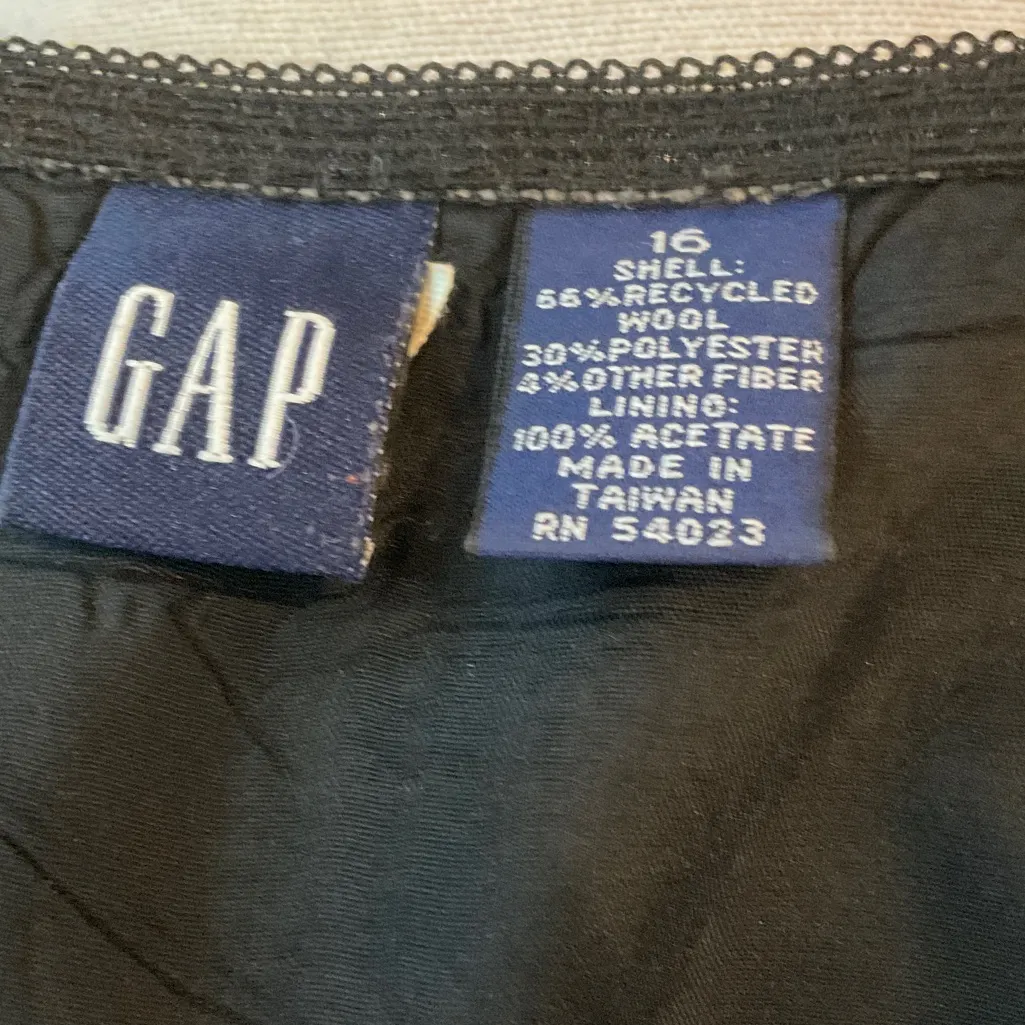 GAP
16
SHELL:
66%RECYCLED
WOOL
30%POLYESTER
4%OTHER FIBER
LINING:
100% ACETATE
MADE IN
TAIWAN
RN 54023